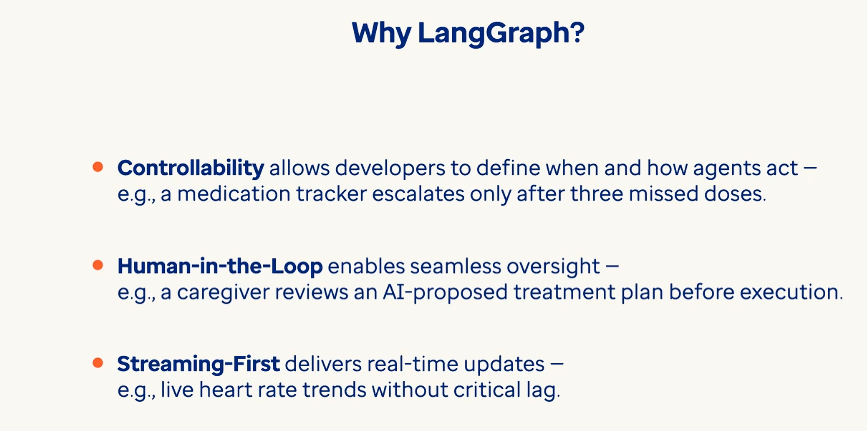 Why LangGraph?
• Controllability allows developers to define when and how agents act –
e.g., a medication tracker escalates only after three missed doses.
• Human-in-the-Loop enables seamless oversight –
e.g., a caregiver reviews an AI-proposed treatment plan before execution.
• Streaming-First delivers real-time updates –
e.g., live heart rate trends without critical lag.